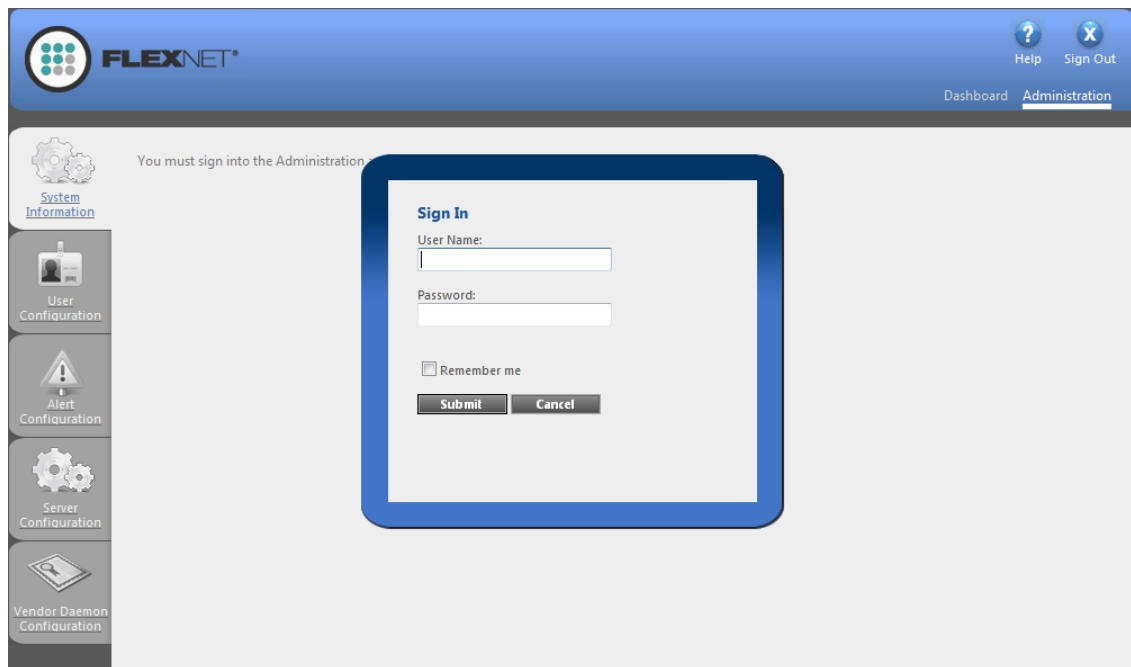 FLEXNET®
Help
Sign Out
Dashboard
Administration
System
Information
You must sign into the Administration
Sign In
User Name:
Password:
Remember me
Submit
Cancel
User
Configuration
Alert
Configuration
Server
Configuration
Vendor Daemon
Configuration